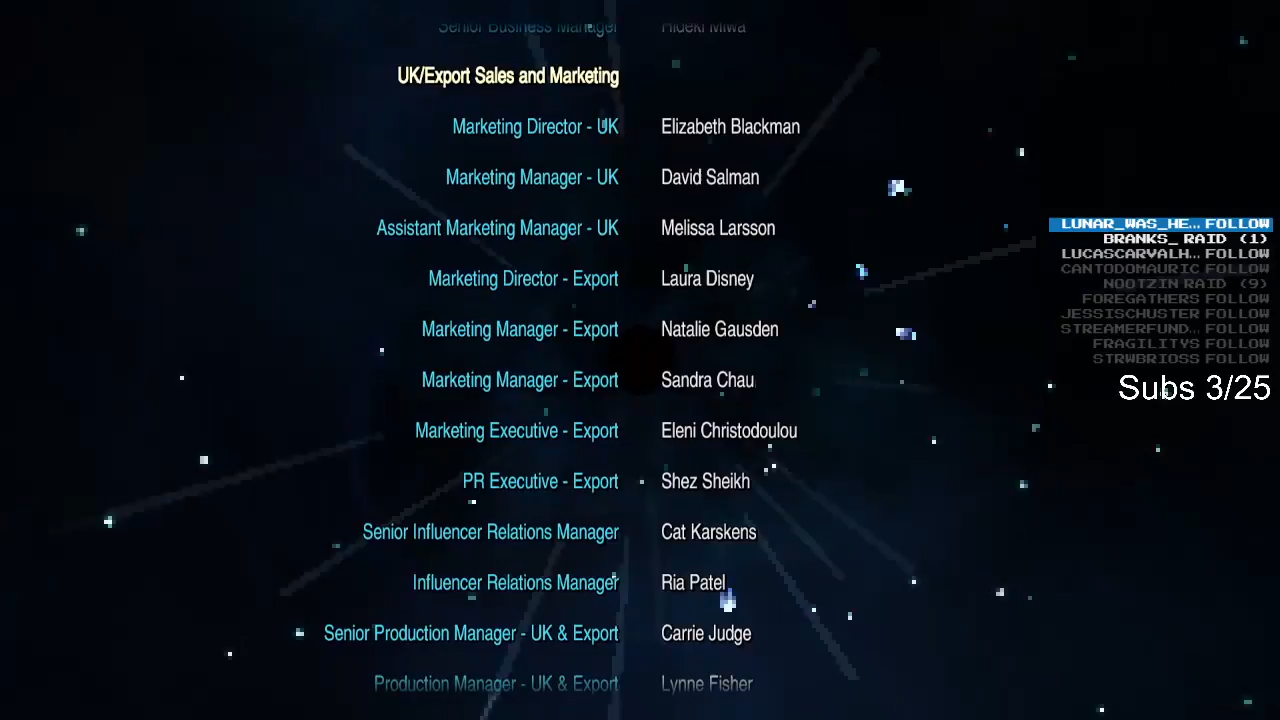 Senior Business Manager Hideki Miwa
UK/Export Sales and Marketing
Marketing Director - UK Elizabeth Blackman
Marketing Manager - UK David Salman
Assistant Marketing Manager - UK Melissa Larsson
Marketing Director - Export Laura Disney
Marketing Manager - Export Natalie Gausden
Marketing Manager - Export Sandra Chau
Marketing Executive - Export Eleni Christodoulou
PR Executive - Export Shez Sheikh
Senior Influencer Relations Manager Cat Karskens
Influencer Relations Manager Ria Patel
Senior Production Manager - UK & Export Carrie Judge
Production Manager - UK & Export Lynne Fisher
LUNAR_WAS_HE... FOLLOW
BRANKS_ RAID (1)
LUCASCARVALH... FOLLOW
CANTODOMAURIC FOLLOW
NOOTZIN RAID (9)
FOREGATHERS FOLLOW
JESSISCHUSTER FOLLOW
STREAMERFUND... FOLLOW
FRAGILITYS FOLLOW
STRWBRIOSS FOLLOW
Subs 3/25